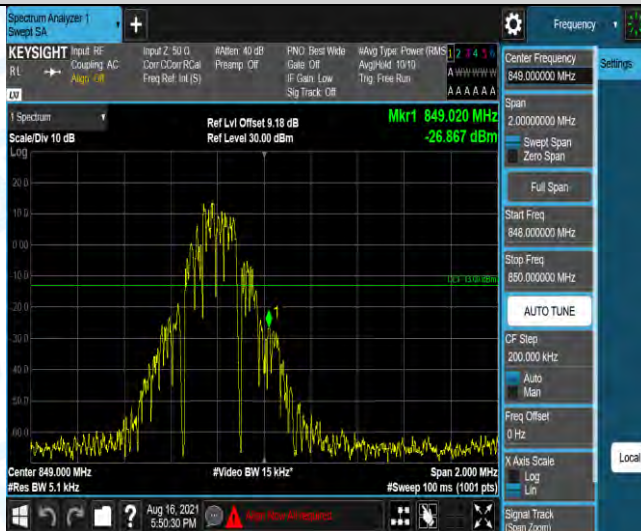 Spectrum Analyzer 1
Swept SA
Frequency
KEYSIGHT
RL
LXI
Input: RF
Coupling: AC
Align: Off
Input Z: 50 Ω
Corr CCorr RCal
Freq Ref: Int (S)
#Atten: 40 dB
Preamp: Off
PNO: Best Wide
Gate: Off
IF Gain: Low
Sig Track: Off
#Avg Type: Power (RMS
Avg|Hold: 10/10
Trig: Free Run
1 2 3 4 5 6
A W W W W W
A A A A A A
1 Spectrum
Scale/Div 10 dB
Log
Ref Lvl Offset 9.18 dB
Ref Level 30.00 dBm
Mkr1 849.020 MHz
-26.867 dBm
20.0
10.0
0.00
-10.0
-20.0
-30.0
-40.0
-50.0
-60.0
1
Center 849.000 MHz
#Res BW 5.1 kHz
#Video BW 15 kHz*
Span 2.000 MHz
#Sweep 100 ms (1001 pts)
?
Aug 16, 2021
5:50:30 PM
Center Frequency
849.000000 MHz
Span
2.00000000 MHz
Swept Span
Zero Span
Full Span
Start Freq
848.000000 MHz
Stop Freq
850.000000 MHz
AUTO TUNE
CF Step
200.000 kHz
Auto
Man
Freq Offset
0 Hz
X Axis Scale
Log
Lin
Signal Track
(Span Zoom)
Settings
Local